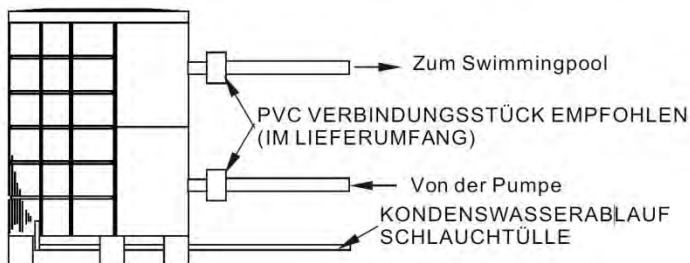 Zum Swimmingpool
PVC VERBINDUNGSSTÜCK EMPFOHLEN
(IM LIEFERUMFANG)
Von der Pumpe
KONDENSWASSERABLAUF
SCHLAUCHTÜLLE